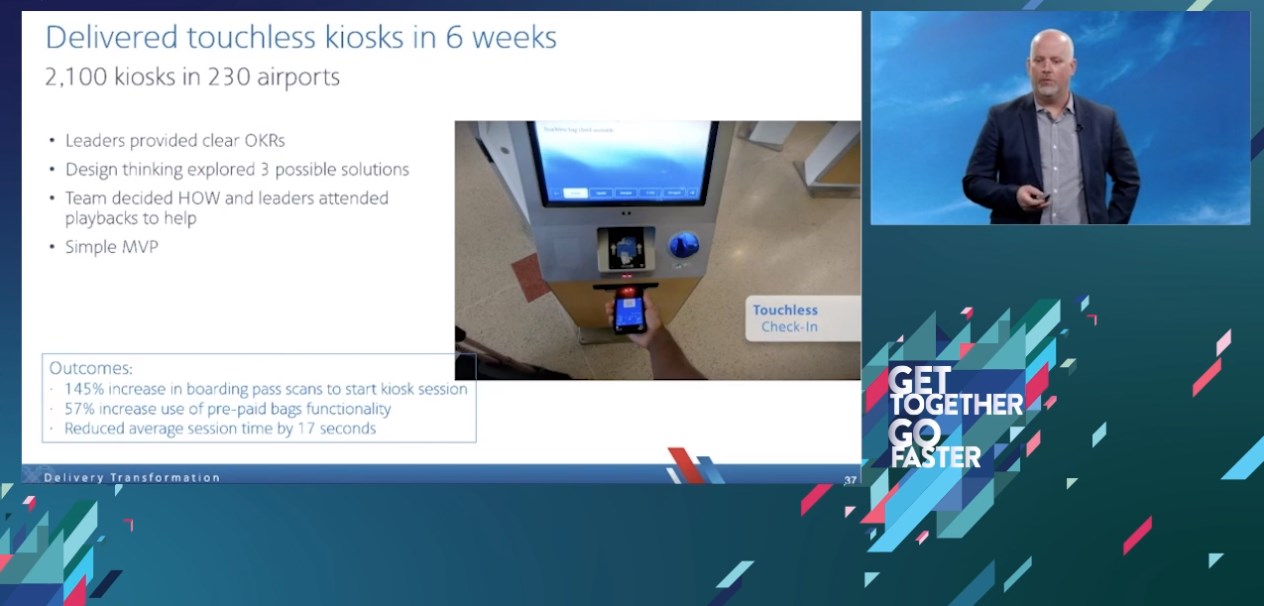 Delivered touchless kiosks in 6 weeks
2,100 kiosks in 230 airports
• Leaders provided clear OKRs
• Design thinking explored 3 possible solutions
• Team decided HOW and leaders attended
playbacks to help
• Simple MVP
Touchless
Check-In
Outcomes:
· 145% increase in boarding pass scans to start kiosk session
· 57% increase use of pre-paid bags functionality
· Reduced average session time by 17 seconds
Delivery Transformation
37
GET
TOGETHER
GO
FASTER